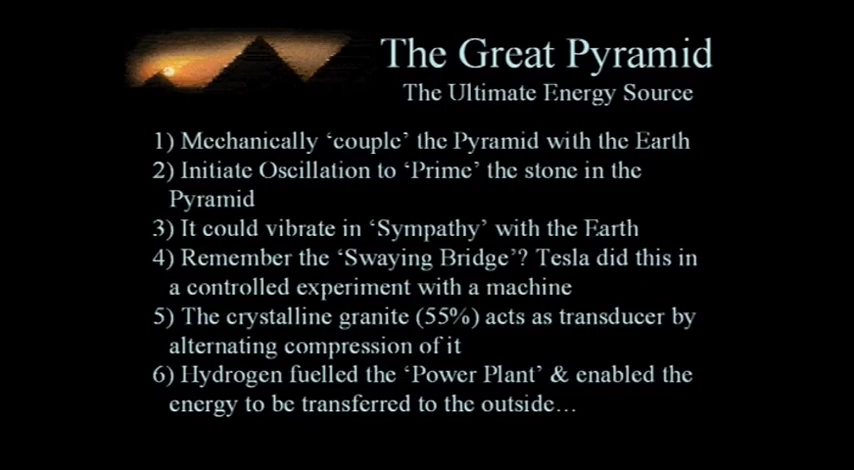 The Great Pyramid
The Ultimate Energy Source
1) Mechanically ‘couple’ the Pyramid with the Earth
2) Initiate Oscillation to ‘Prime’ the stone in the
Pyramid
3) It could vibrate in ‘Sympathy’ with the Earth
4) Remember the ‘Swaying Bridge’? Tesla did this in
a controlled experiment with a machine
5) The crystalline granite (55%) acts as transducer by
alternating compression of it
6) Hydrogen fuelled the ‘Power Plant’ & enabled the
energy to be transferred to the outside…